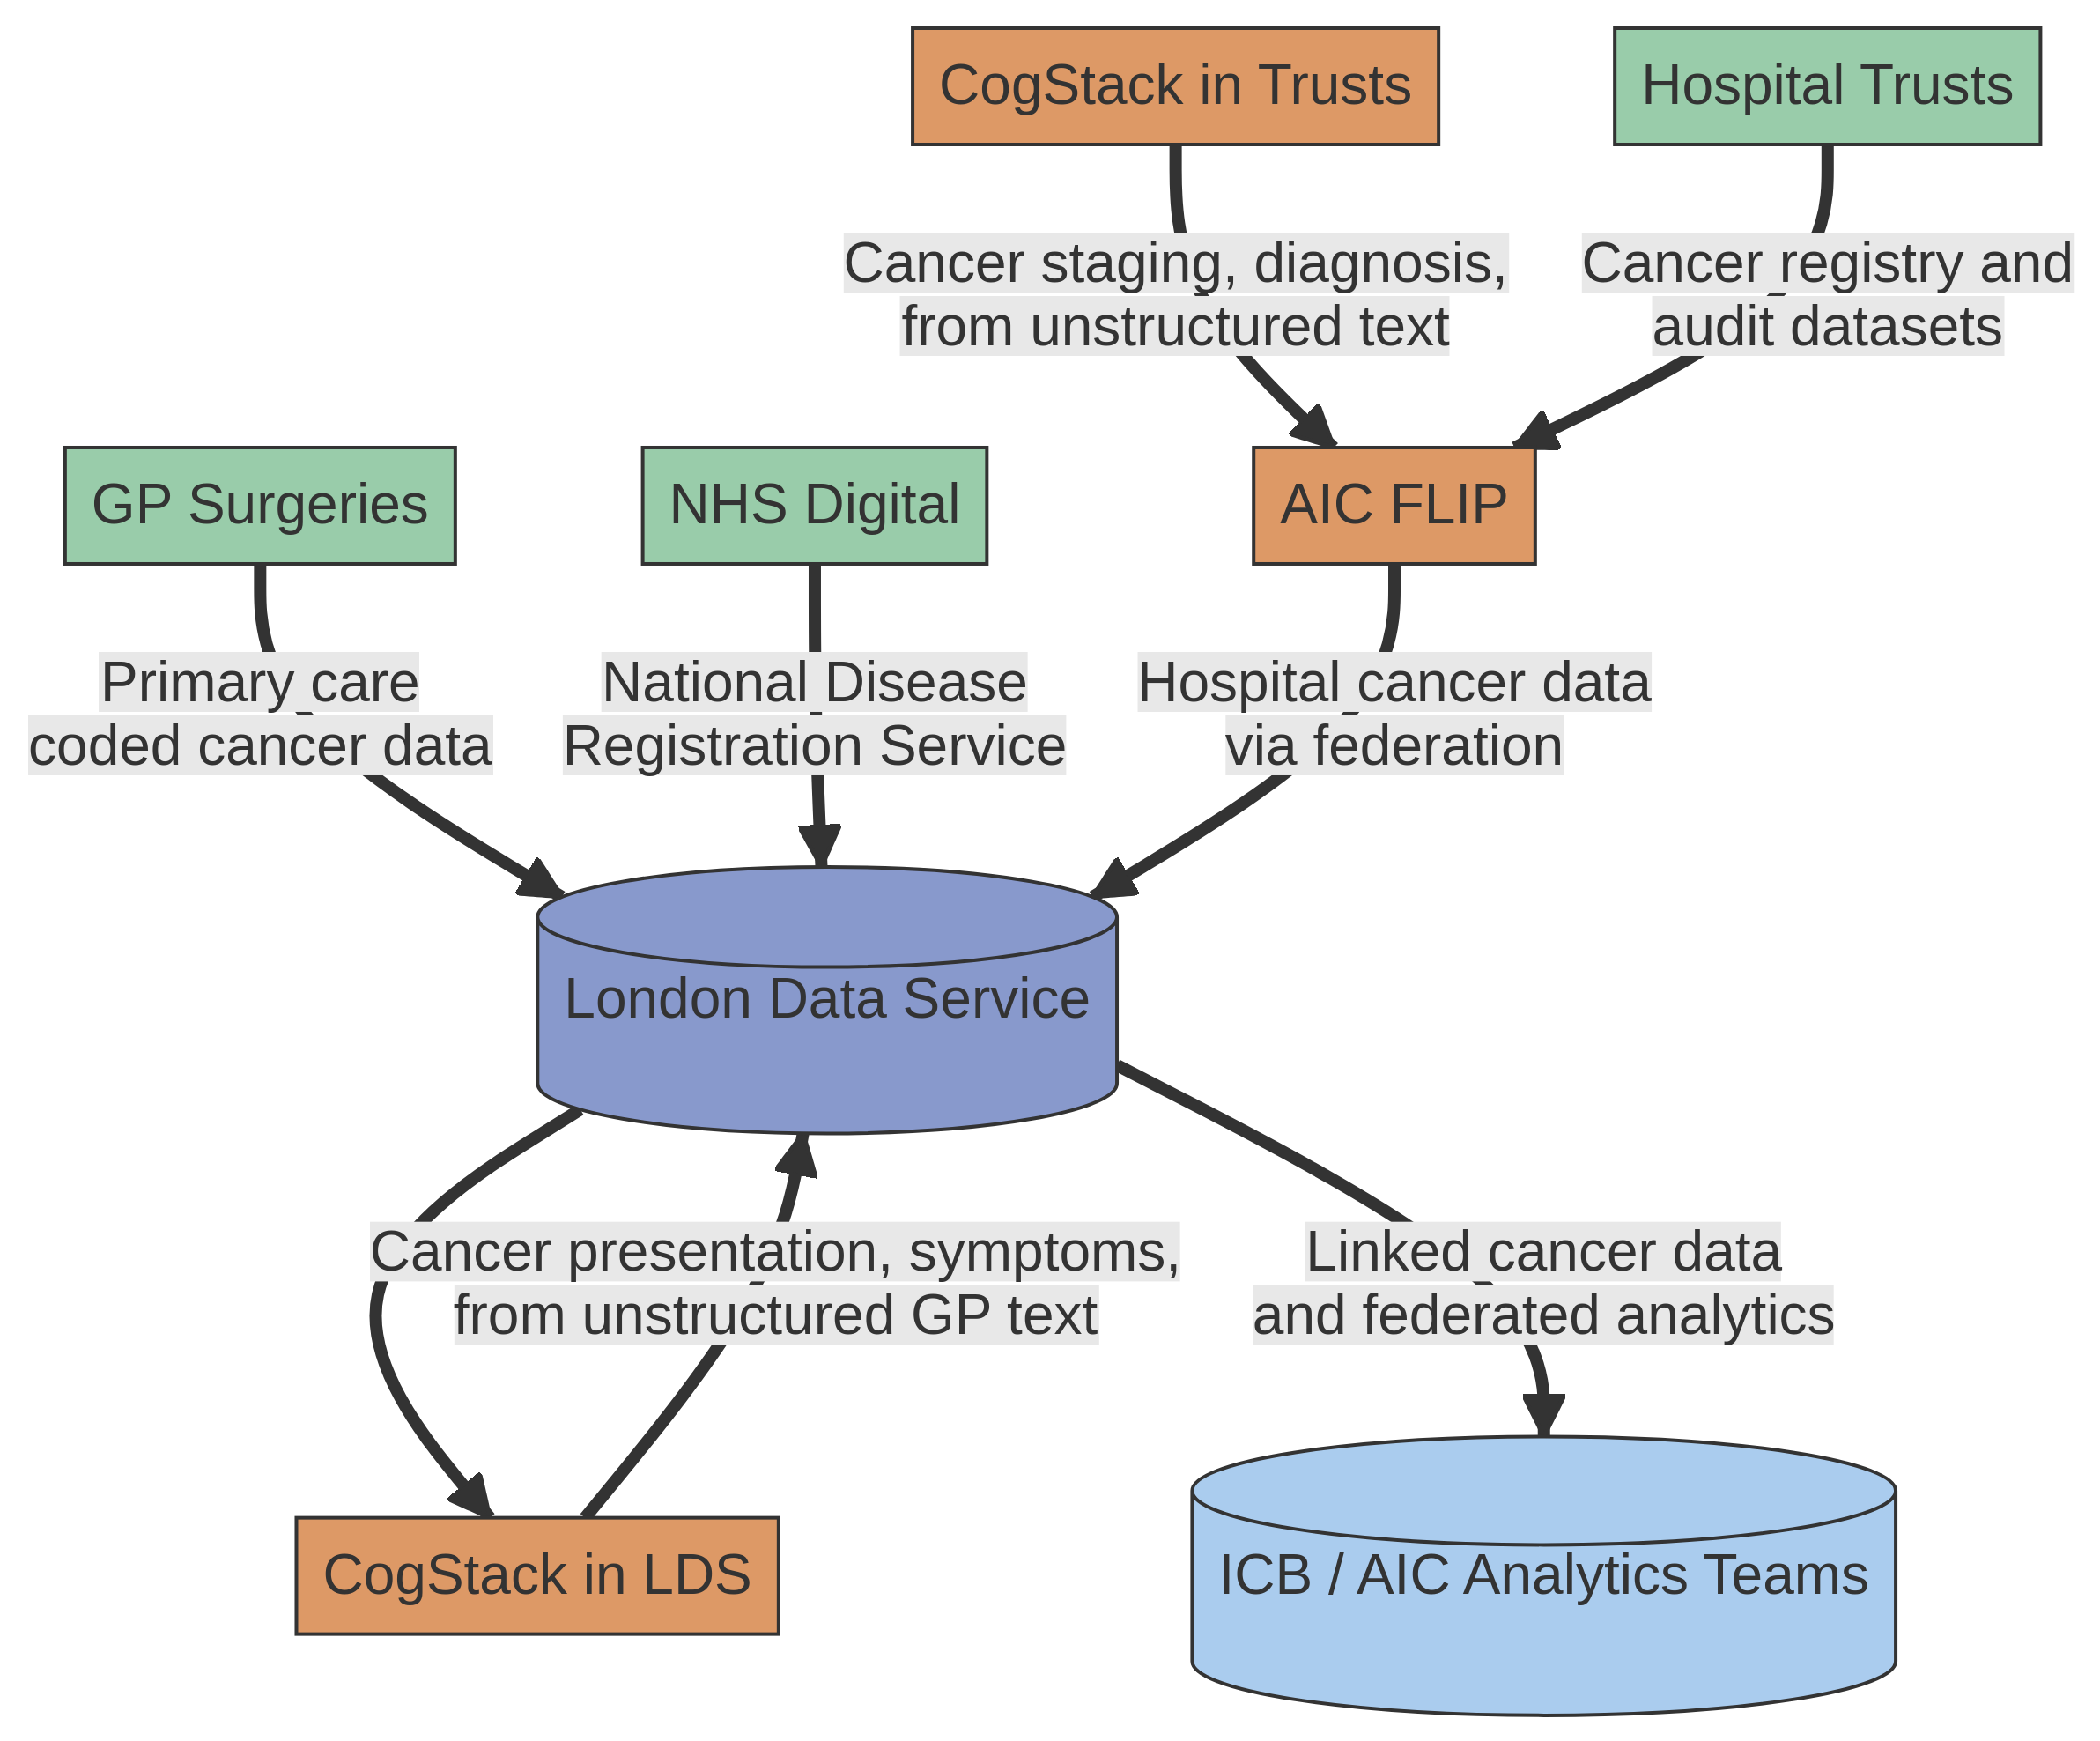 CogStack in Trusts
Hospital Trusts
Cancer staging, diagnosis,
from unstructured text
Cancer registry and
audit datasets
GP Surgeries
NHS Digital
AIC FLIP
Primary care
coded cancer data
National Disease
Registration Service
Hospital cancer data
via federation
London Data Service
Cancer presentation, symptoms,
from unstructured GP text
Linked cancer data
and federated analytics
CogStack in LDS
ICB / AIC Analytics Teams